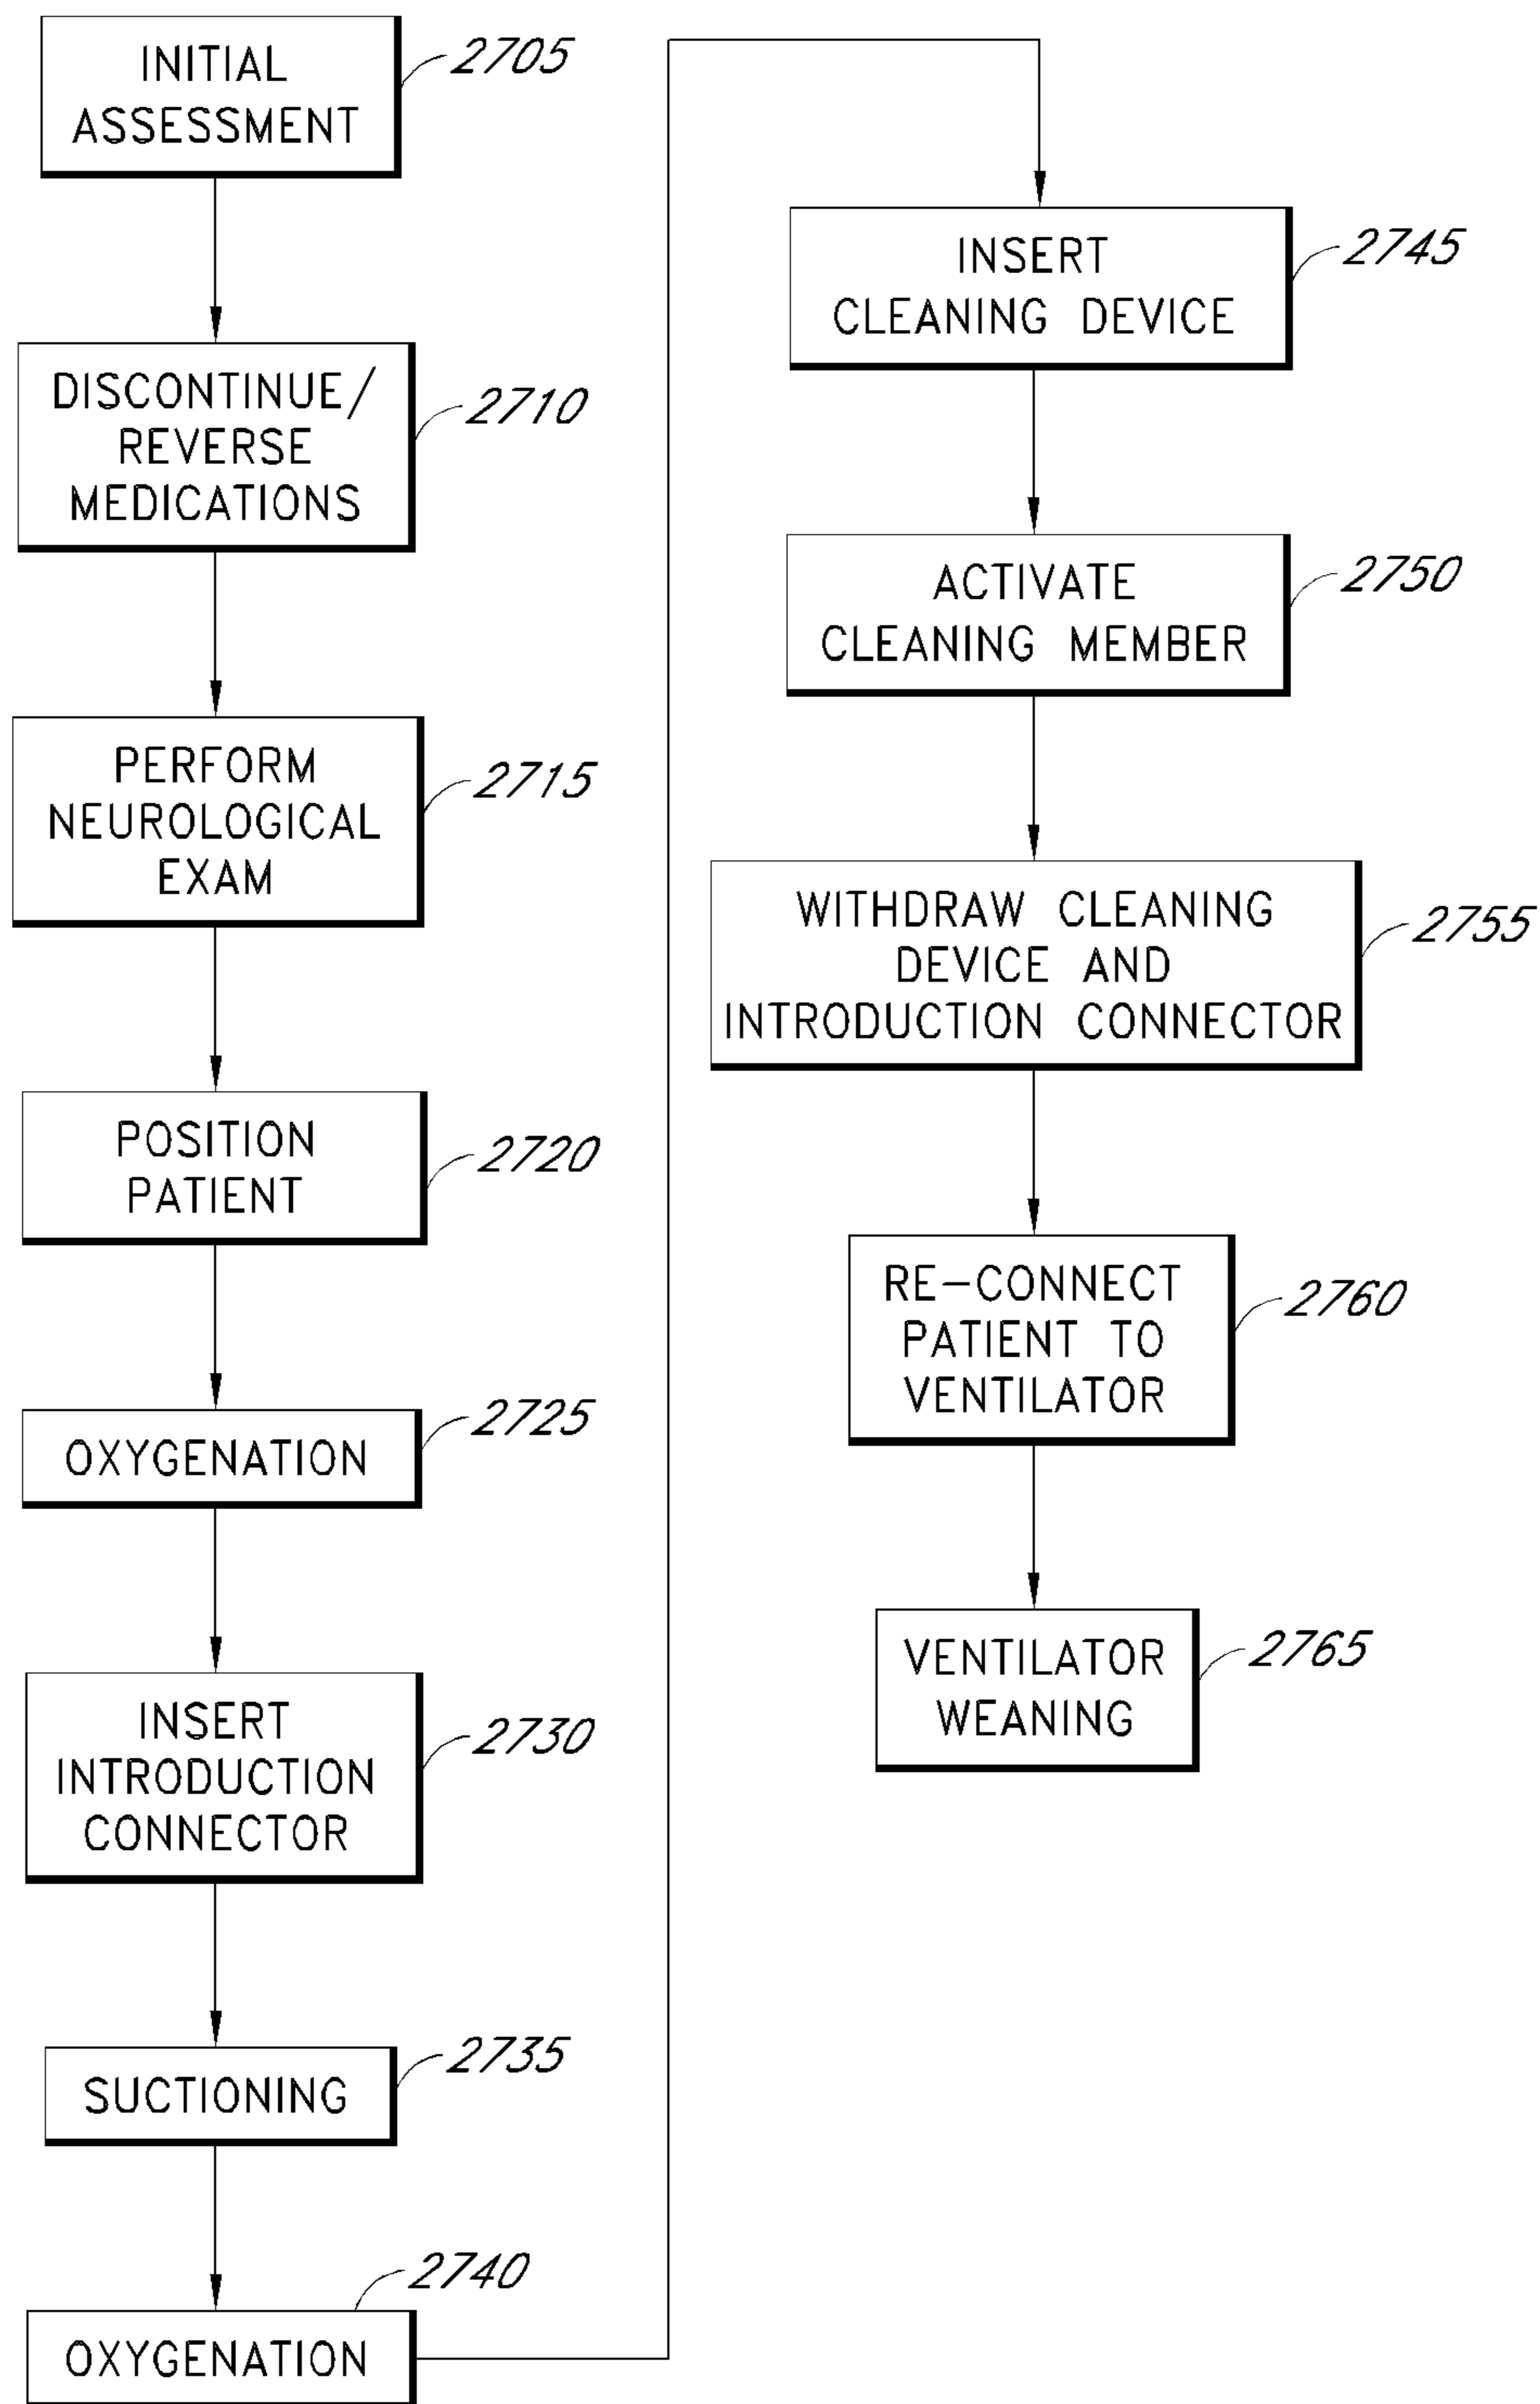 INITIAL
ASSESSMENT
2705
DISCONTINUE/
REVERSE
MEDICATIONS
2710
PERFORM
NEUROLOGICAL
EXAM
2715
POSITION
PATIENT
2720
OXYGENATION
2725
INSERT
INTRODUCTION
CONNECTOR
2730
SUCTIONING
2735
OXYGENATION
2740
INSERT
CLEANING DEVICE
2745
ACTIVATE
CLEANING MEMBER
2750
WITHDRAW CLEANING
DEVICE AND
INTRODUCTION CONNECTOR
2755
RE-CONNECT
PATIENT TO
VENTILATOR
2760
VENTILATOR
WEANING
2765